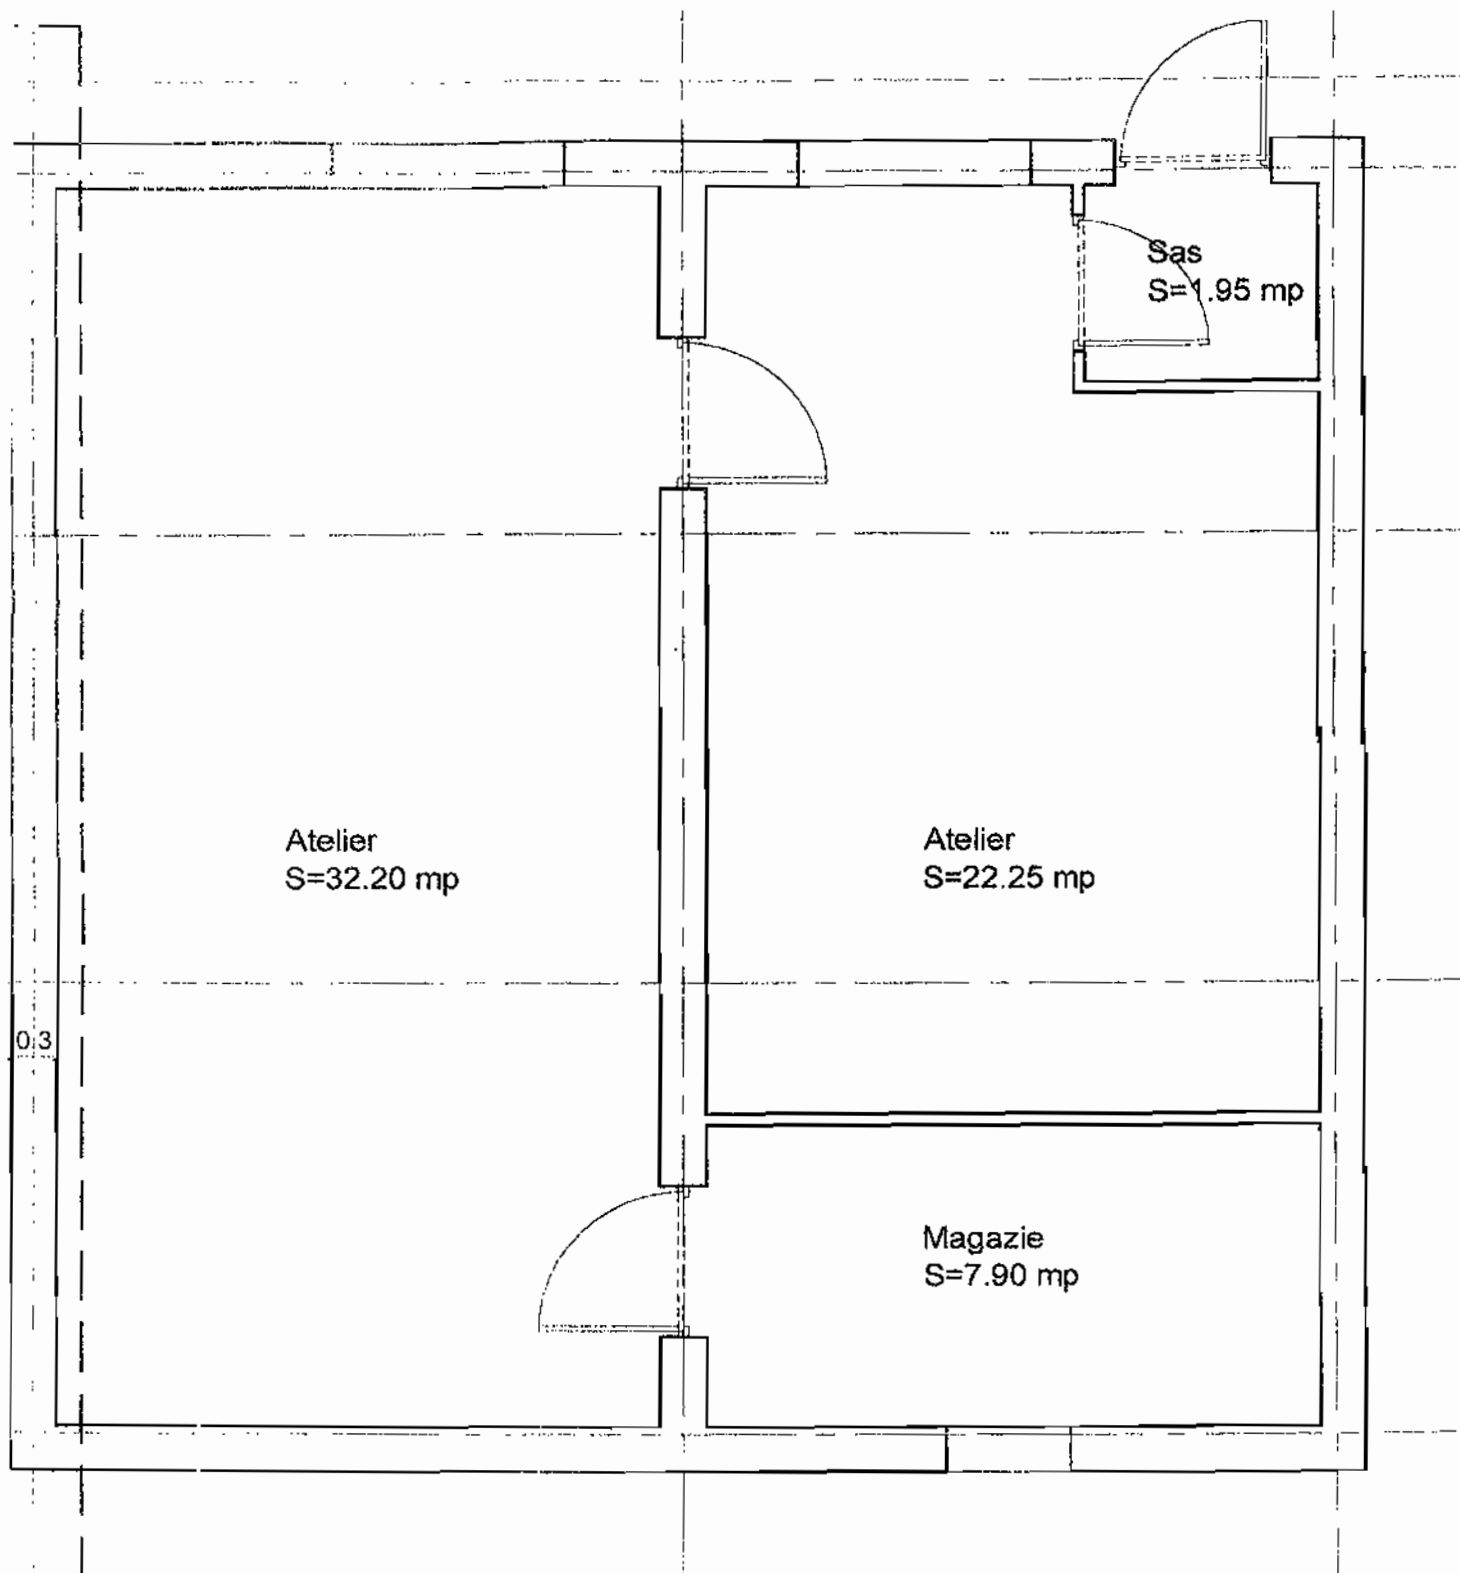 Sas
S=1.95 mp
Atelier
S=32.20 mp
Atelier
S=22.25 mp
0.3
Magazie
S=7.90 mp